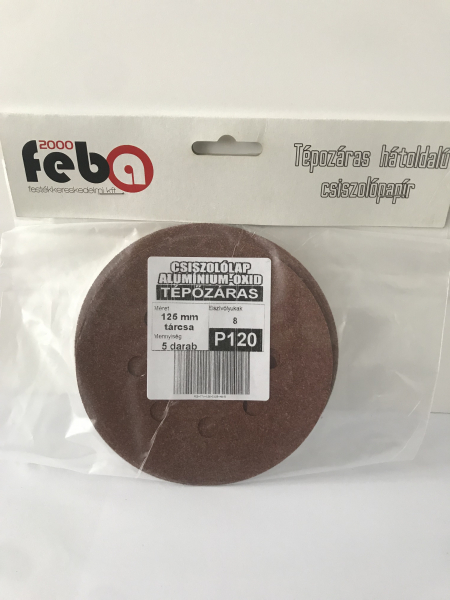 2000
feba
festékkereskedelmi kft.
Tépőzáras hátoldalú
csiszolópapír
CSISZOLÓLAP
ALUMÍNIUM-OXID
TÉPŐZÁRAS
Méret
125 mm
tárcsa
Mennyiség
5 darab
Elszívólyukak
8
P120